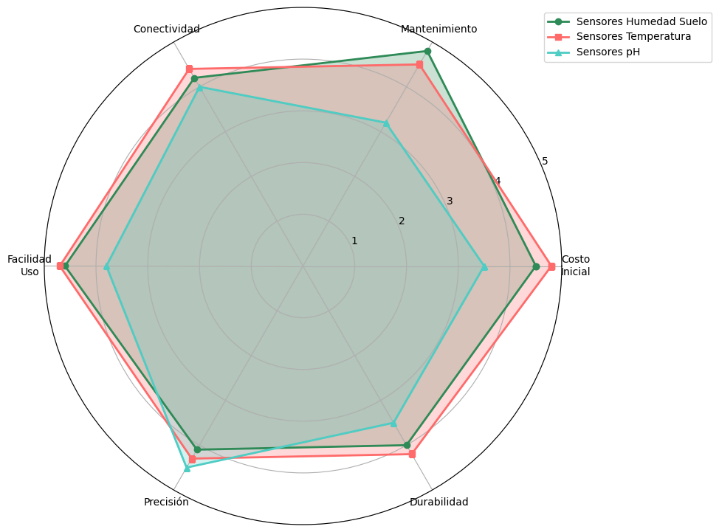 Conectividad
Mantenimiento
Sensores Humedad Suelo
Sensores Temperatura
Sensores pH
5
4
3
2
1
Facilidad
Uso
Costo
Inicial
Precisión
Durabilidad